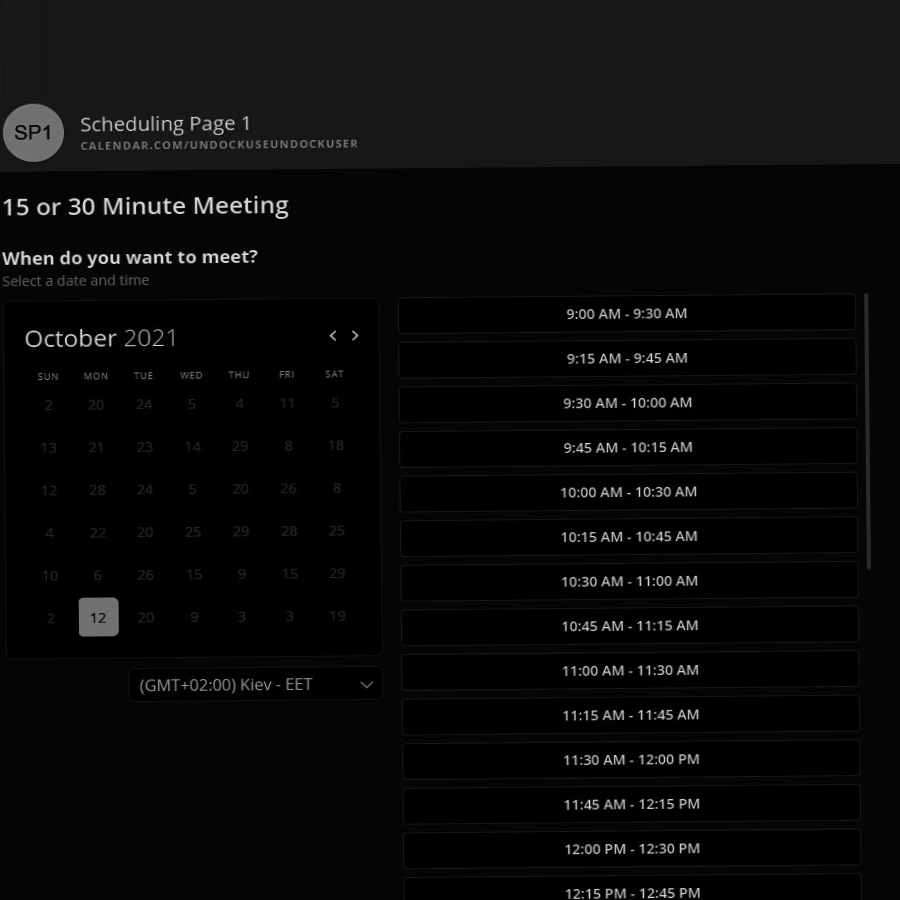 SP1
Scheduling Page 1
CALENDAR.COM/UNDOCKUSEUNDOCKUSER
15 or 30 Minute Meeting
When do you want to meet?
Select a date and time
October 2021
SUN MON TUE WED THU FRI SAT
2 20 24 5 4 11 5
13 21 23 14 29 8 18
12 28 24 5 20 26 8
4 22 20 25 29 28 25
10 6 26 15 9 15 29
2 12 20 9 3 3 19
(GMT+02:00) Kiev - EET
9:00 AM - 9:30 AM
9:15 AM - 9:45 AM
9:30 AM - 10:00 AM
9:45 AM - 10:15 AM
10:00 AM - 10:30 AM
10:15 AM - 10:45 AM
10:30 AM - 11:00 AM
10:45 AM - 11:15 AM
11:00 AM - 11:30 AM
11:15 AM - 11:45 AM
11:30 AM - 12:00 PM
11:45 AM - 12:15 PM
12:00 PM - 12:30 PM
12:15 PM - 12:45 PM